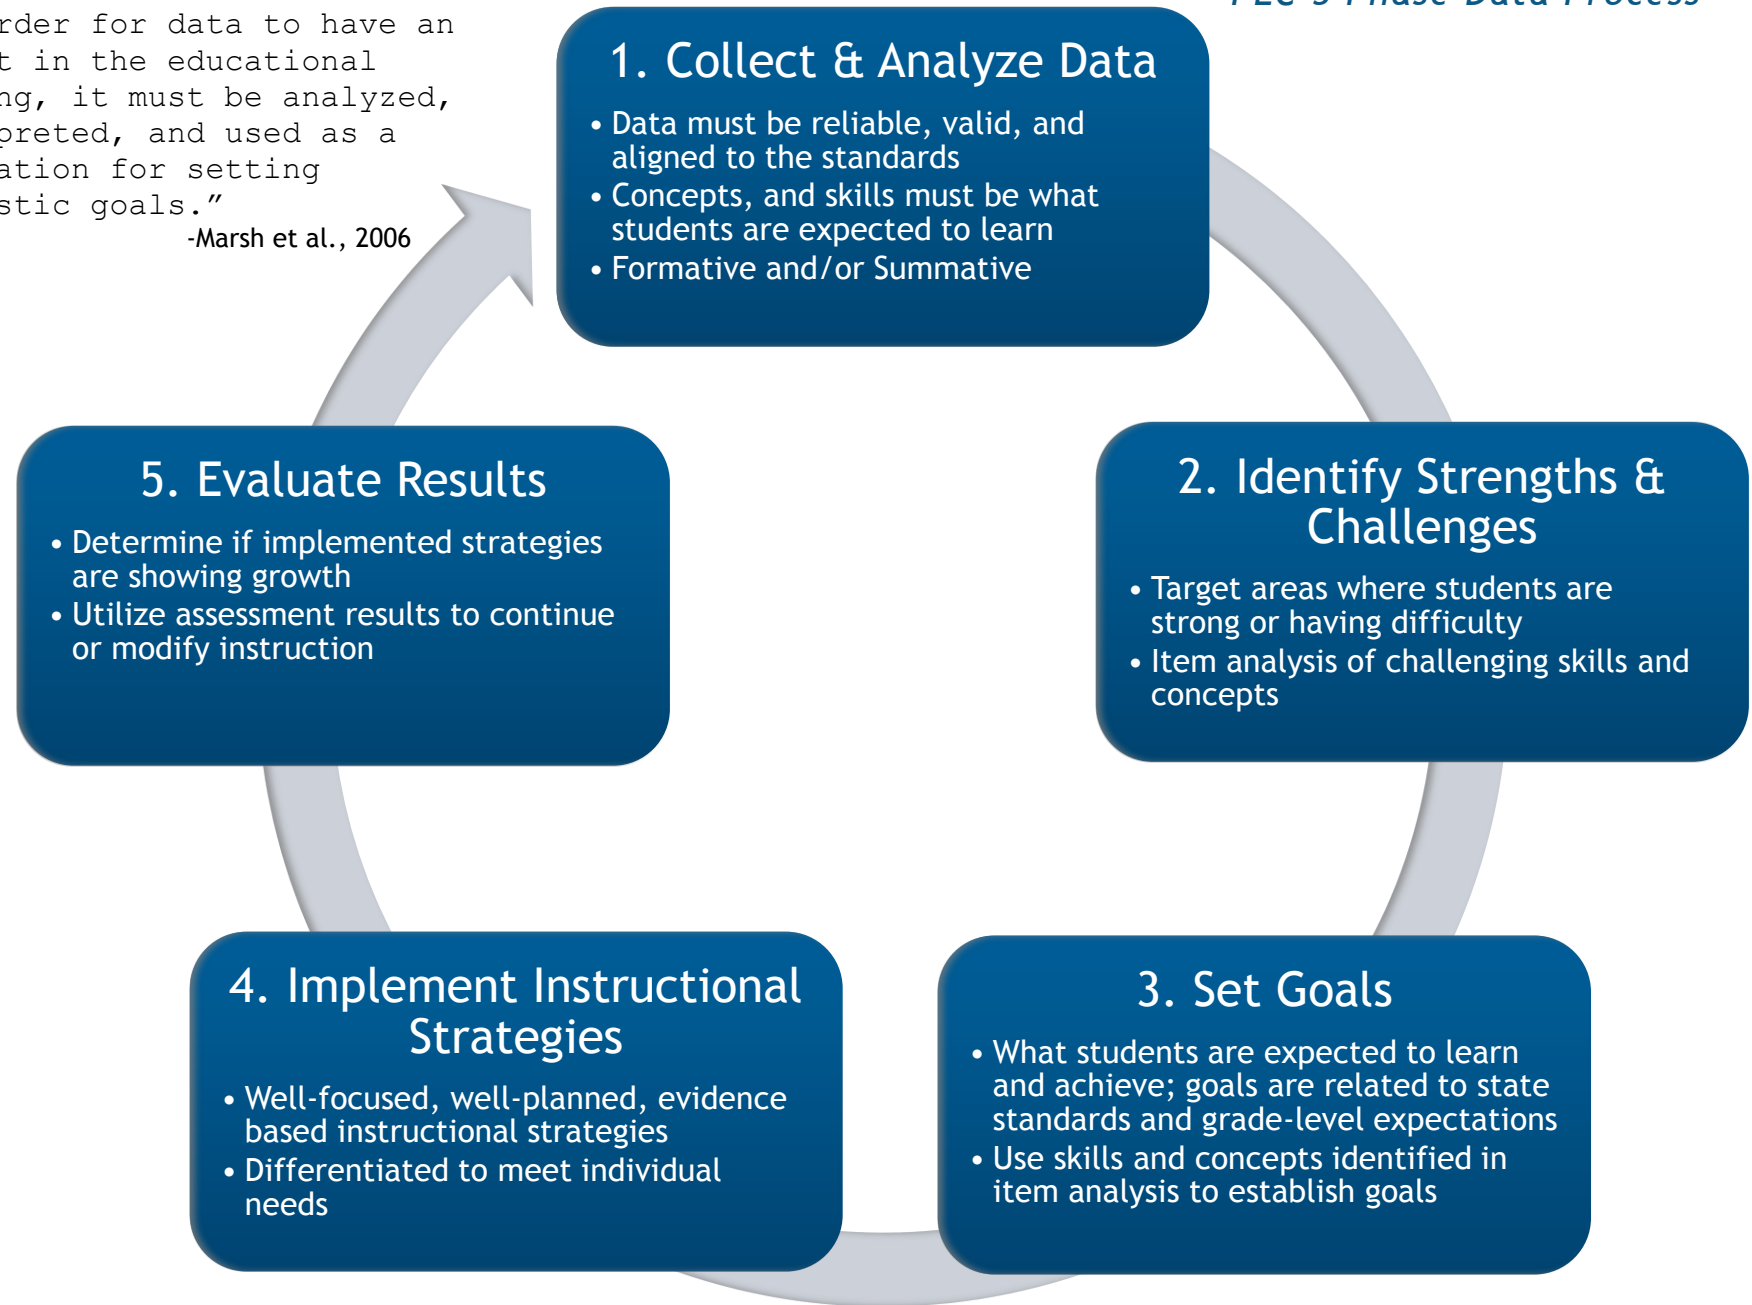 rder for data to have an
t in the educational
ng, it must be analyzed,
preted, and used as a
ation for setting
stic goals.”
-Marsh et al., 2006
1. Collect & Analyze Data
• Data must be reliable, valid, and
aligned to the standards
• Concepts, and skills must be what
students are expected to learn
• Formative and/or Summative
2. Identify Strengths &
Challenges
• Target areas where students are
strong or having difficulty
• Item analysis of challenging skills and
concepts
3. Set Goals
• What students are expected to learn
and achieve; goals are related to state
standards and grade-level expectations
• Use skills and concepts identified in
item analysis to establish goals
4. Implement Instructional
Strategies
• Well-focused, well-planned, evidence
based instructional strategies
• Differentiated to meet individual
needs
5. Evaluate Results
• Determine if implemented strategies
are showing growth
• Utilize assessment results to continue
or modify instruction